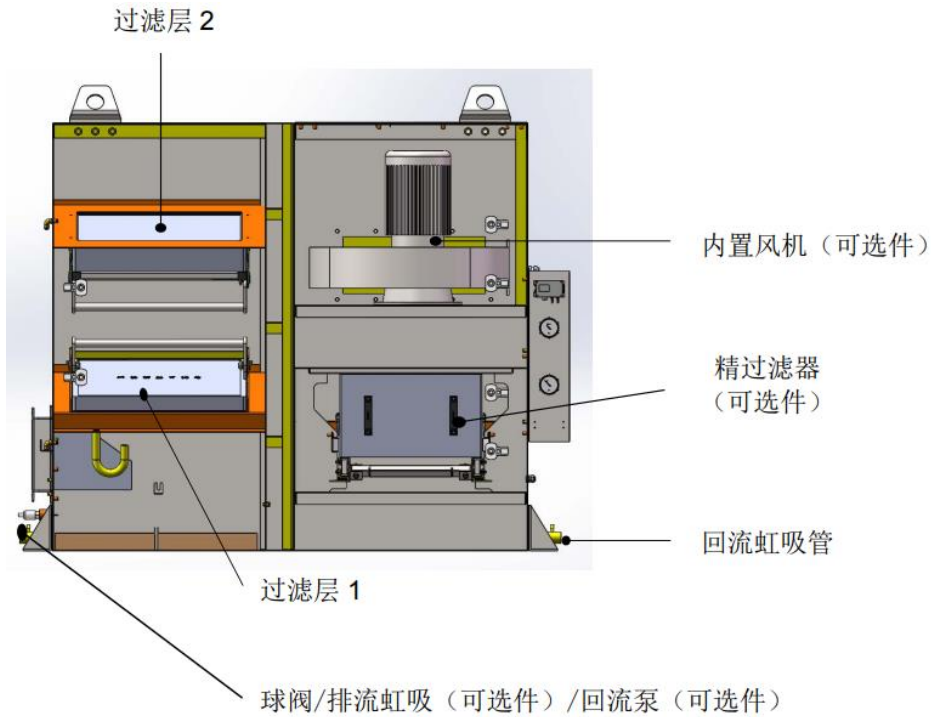 过滤层 2
内置风机（可选件）
精过滤器
（可选件）
回流虹吸管
过滤层 1
球阀/排流虹吸（可选件）/回流泵（可选件）